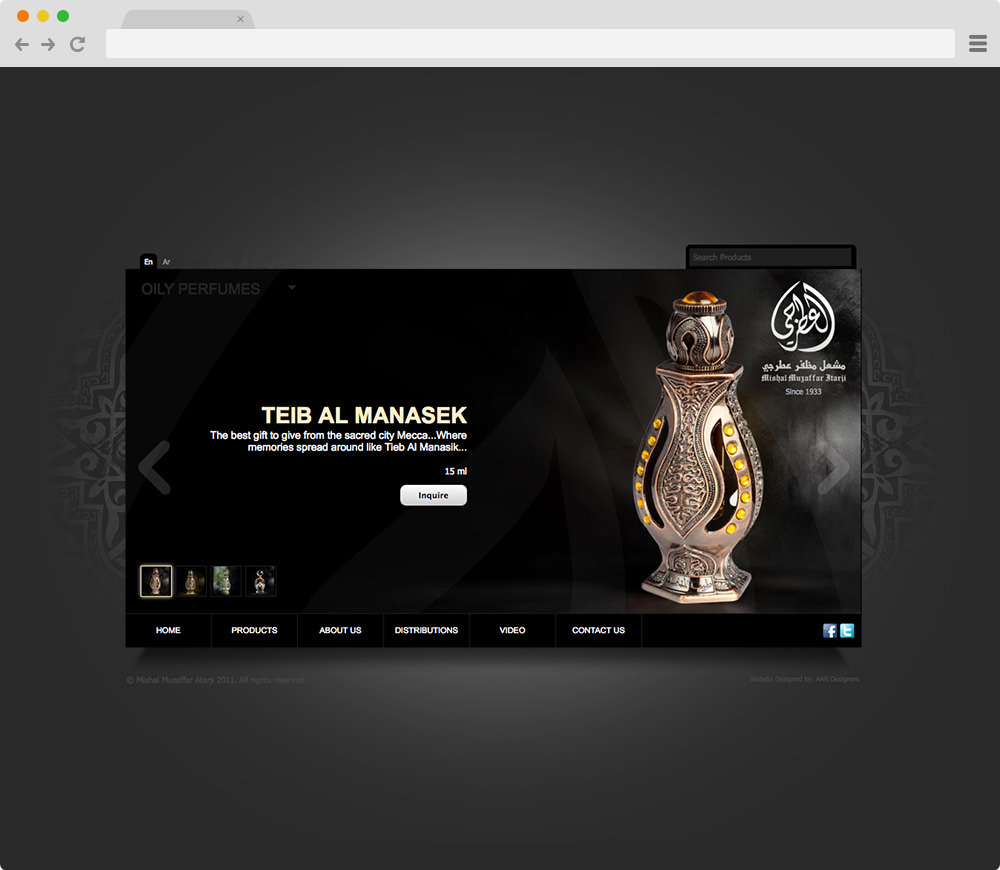 En Ar
Search Products
OILY PERFUMES
مشعل مظفر عطرجي
Mishal Muzaffar Itarji
Since 1933
TEIB AL MANASEK
The best gift to give from the sacred city Mecca...Where
memories spread around like Tieb Al Manasik...
15 ml
Inquire
HOME PRODUCTS ABOUT US DISTRIBUTIONS VIDEO CONTACT US
© Mishal Muzaffar Atarji 2011. All rights reserved.
Website Designed by: AAN Designers